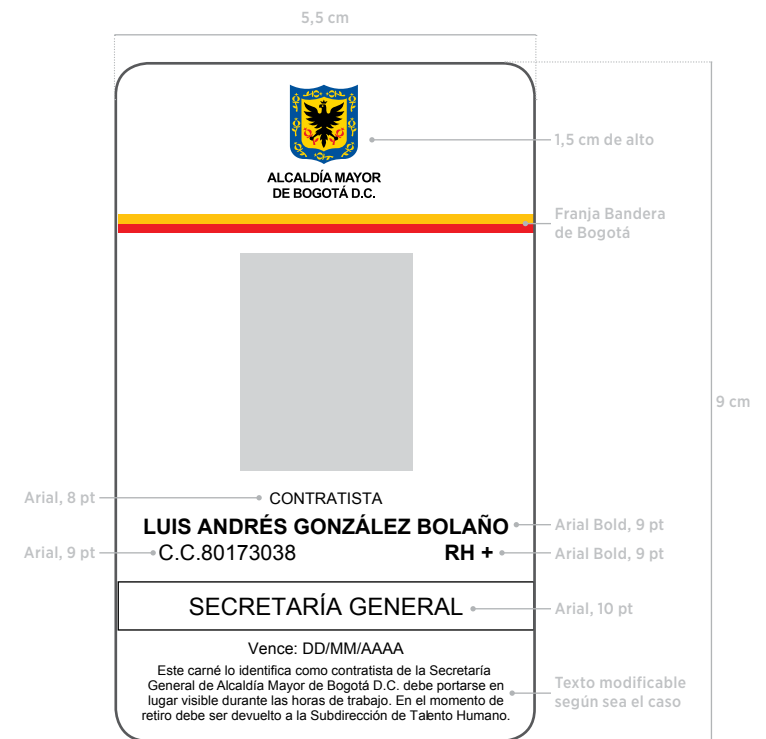 5,5 cm
1,5 cm de alto
ALCALDÍA MAYOR
DE BOGOTÁ D.C.
Franja Bandera
de Bogotá
9 cm
Arial, 8 pt
CONTRATISTA
LUIS ANDRÉS GONZÁLEZ BOLAÑO
Arial Bold, 9 pt
Arial, 9 pt
C.C.80173038
RH +
Arial Bold, 9 pt
SECRETARÍA GENERAL
Arial, 10 pt
Vence: DD/MM/AAAA
Este carné lo identifica como contratista de la Secretaría
General de Alcaldía Mayor de Bogotá D.C. debe portarse en
lugar visible durante las horas de trabajo. En el momento de
retiro debe ser devuelto a la Subdirección de Talento Humano.
Texto modificable
según sea el caso